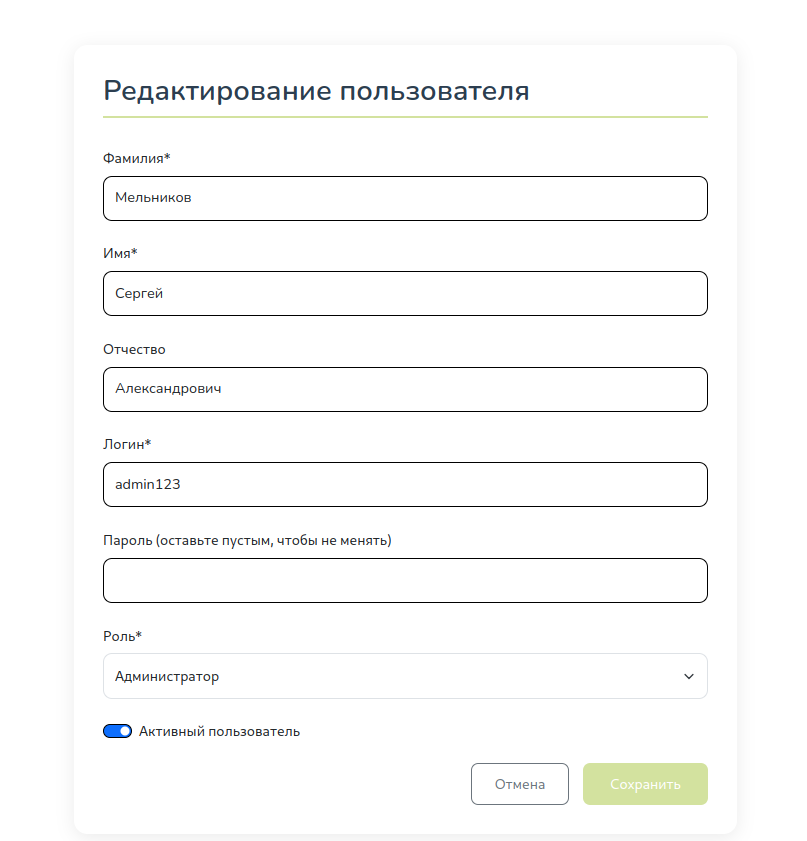 Редактирование пользователя
Фамилия*
Мельников
Имя*
Сергей
Отчество
Александрович
Логин*
admin123
Пароль (оставьте пустым, чтобы не менять)
Роль*
Администратор
Активный пользователь
Отмена Сохранить